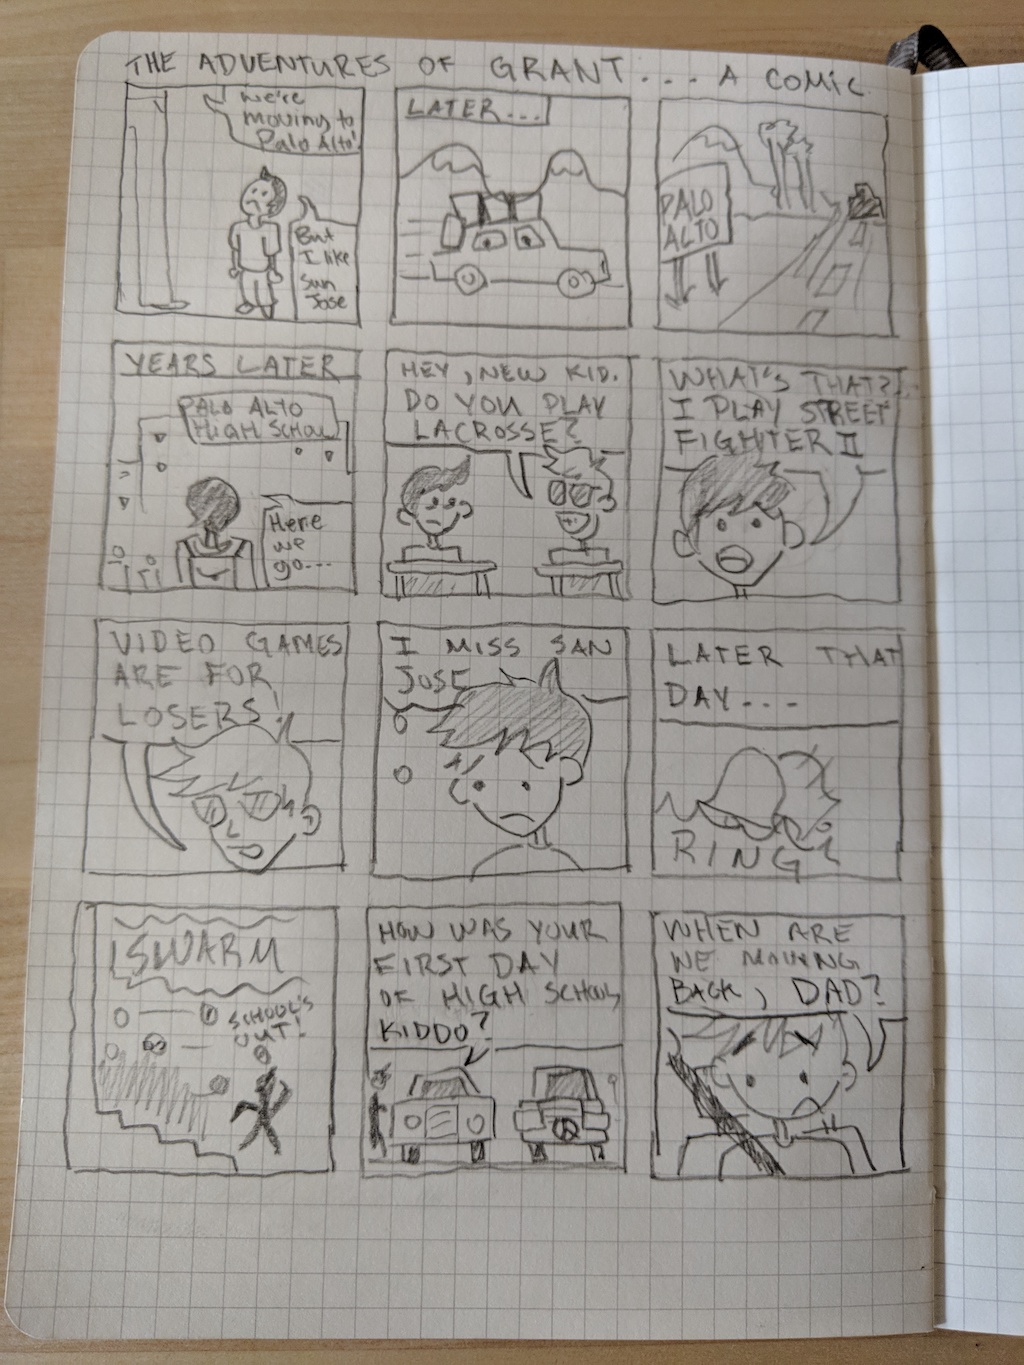 THE ADVENTURES OF GRANT.... A COMIC.
We're
moving to
Palo Alto!
But
I like
San
Jose
LATER...
PALO
ALTO
YEARS LATER
PALO ALTO
HIGH SCHOOL
Here
we
go...
HEY, NEW KID.
DO YOU PLAY
LACROSSE?
WHAT'S THAT?
I PLAY STREET
FIGHTER II
VIDEO GAMES
ARE FOR
LOSERS!
I MISS SAN
JOSE
LATER THAT
DAY....
RING
SWARM
SCHOOL'S
OUT!
HOW WAS YOUR
FIRST DAY
OF HIGH SCHOOL
KIDDO?
WHEN ARE
WE MOVING
BACK, DAD?